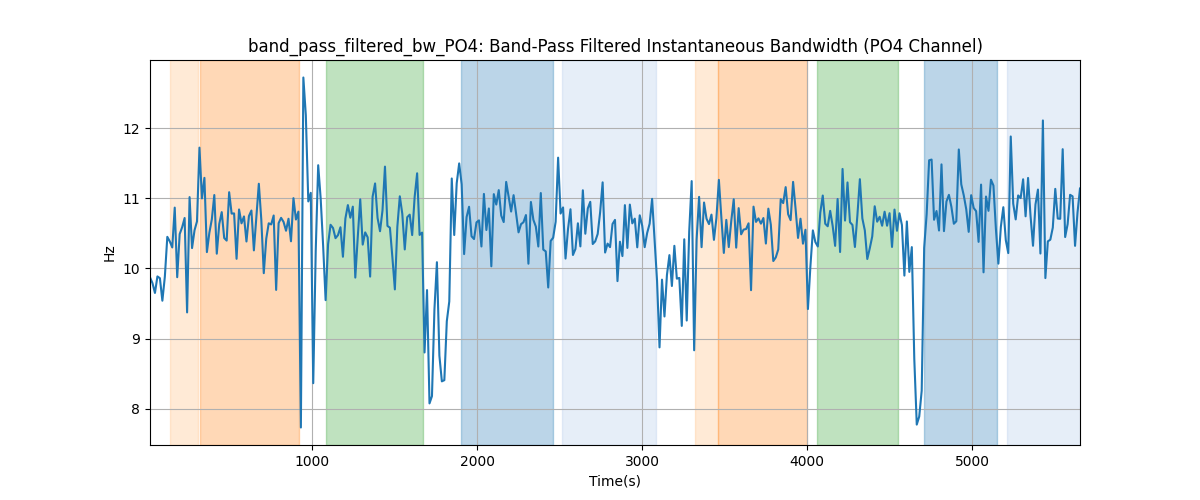 band_pass_filtered_bw_PO4: Band-Pass Filtered Instantaneous Bandwidth (PO4 Channel)
Hz
12
11
10
9
8
1000 2000 3000 4000 5000
Time(s)